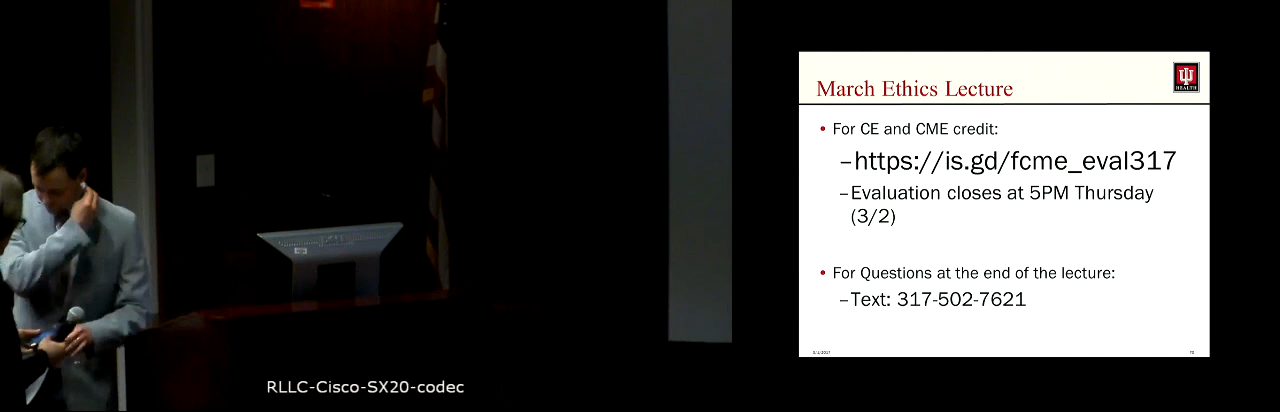 March Ethics Lecture
HEALTH
• For CE and CME credit:
–https://is.gd/fcme_eval317
–Evaluation closes at 5PM Thursday
(3/2)
• For Questions at the end of the lecture:
–Text: 317-502-7621
RLLC-Cisco-SX20-codec